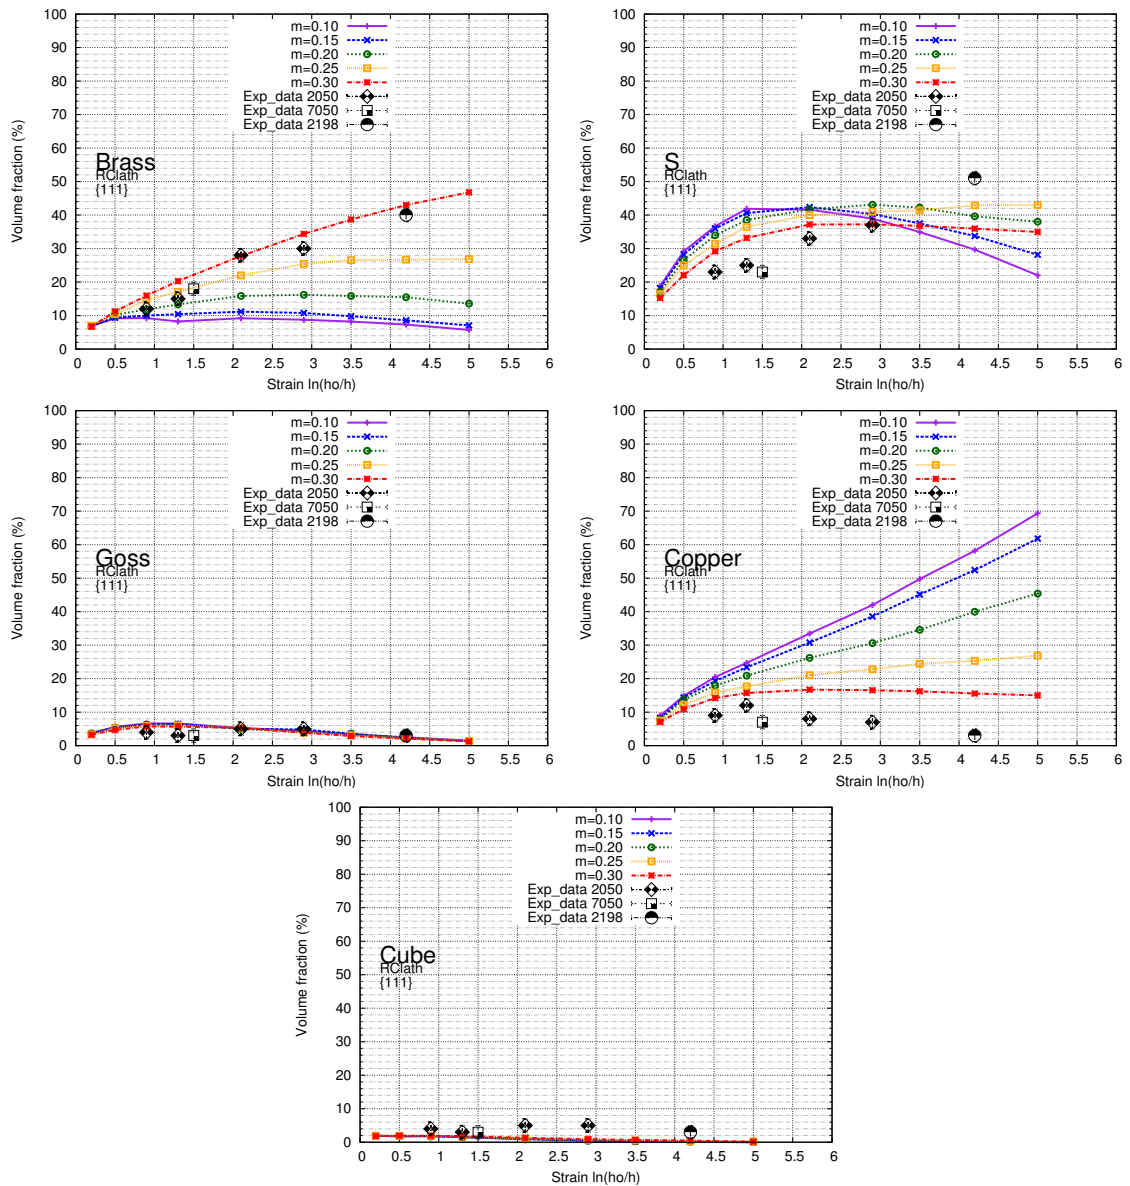 100
90
80
70
60
50
40
30
20
10
0
Volume fraction (%)
m=0.10
m=0.15
m=0.20
m=0.25
m=0.30
Exp_data 2050
Exp_data 7050
Exp_data 2198
Brass
RClath
{111}
0 0.5 1 1.5 2 2.5 3 3.5 4 4.5 5 5.5 6
Strain ln(ho/h)
100
90
80
70
60
50
40
30
20
10
0
Volume fraction (%)
m=0.10
m=0.15
m=0.20
m=0.25
m=0.30
Exp_data 2050
Exp_data 7050
Exp_data 2198
S
RClath
{111}
0 0.5 1 1.5 2 2.5 3 3.5 4 4.5 5 5.5 6
Strain ln(ho/h)
100
90
80
70
60
50
40
30
20
10
0
Volume fraction (%)
m=0.10
m=0.15
m=0.20
m=0.25
m=0.30
Exp_data 2050
Exp_data 7050
Exp_data 2198
Goss
RClath
{111}
0 0.5 1 1.5 2 2.5 3 3.5 4 4.5 5 5.5 6
Strain ln(ho/h)
100
90
80
70
60
50
40
30
20
10
0
Volume fraction (%)
m=0.10
m=0.15
m=0.20
m=0.25
m=0.30
Exp_data 2050
Exp_data 7050
Exp_data 2198
Copper
RClath
{111}
0 0.5 1 1.5 2 2.5 3 3.5 4 4.5 5 5.5 6
Strain ln(ho/h)
100
90
80
70
60
50
40
30
20
10
0
Volume fraction (%)
m=0.10
m=0.15
m=0.20
m=0.25
m=0.30
Exp_data 2050
Exp_data 7050
Exp_data 2198
Cube
RClath
{111}
0 0.5 1 1.5 2 2.5 3 3.5 4 4.5 5 5.5 6
Strain ln(ho/h)